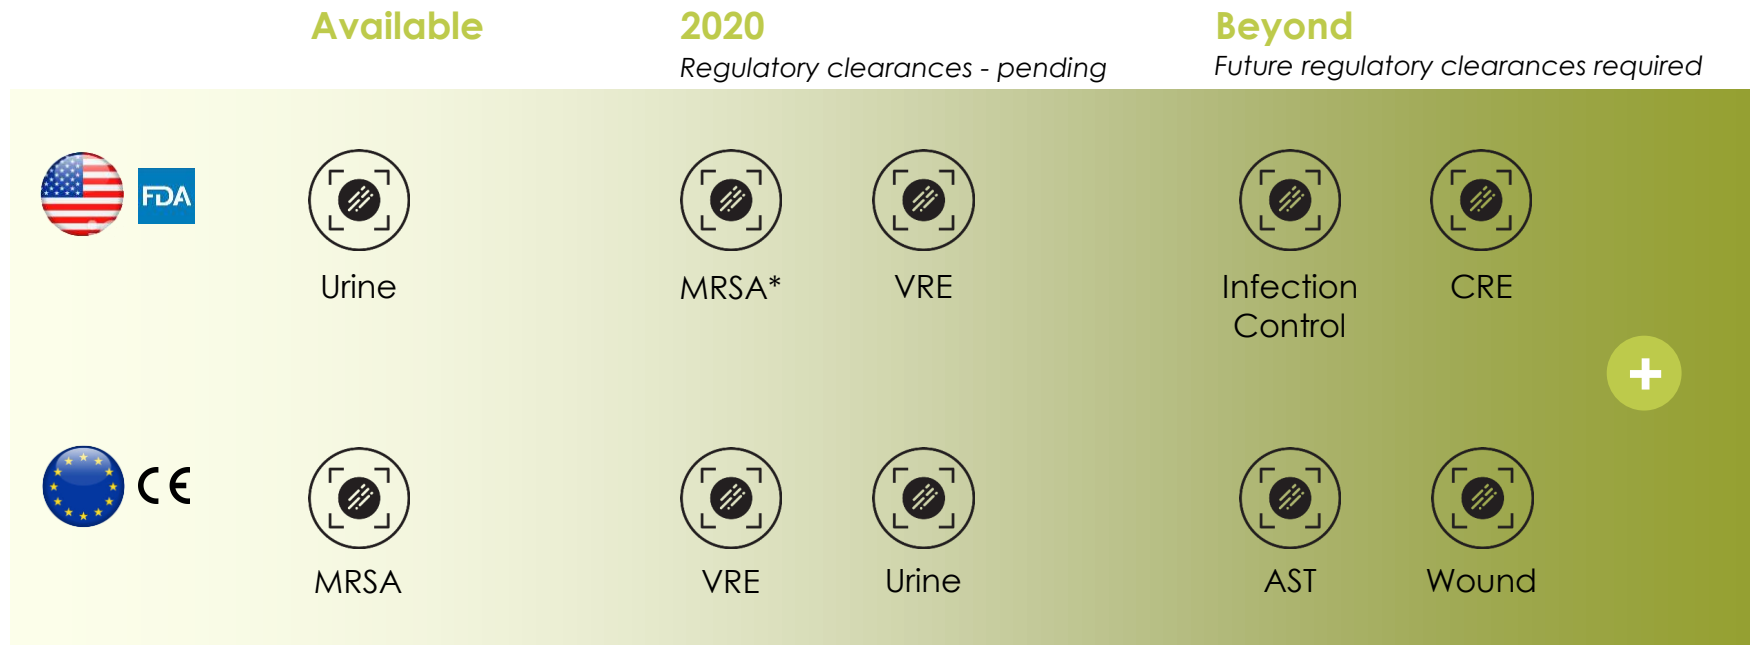 Available
2020
Beyond
Regulatory clearances - pending
Future regulatory clearances required
FDA
Urine
MRSA*
VRE
Infection
Control
CRE
+
CE
MRSA
VRE
Urine
AST
Wound